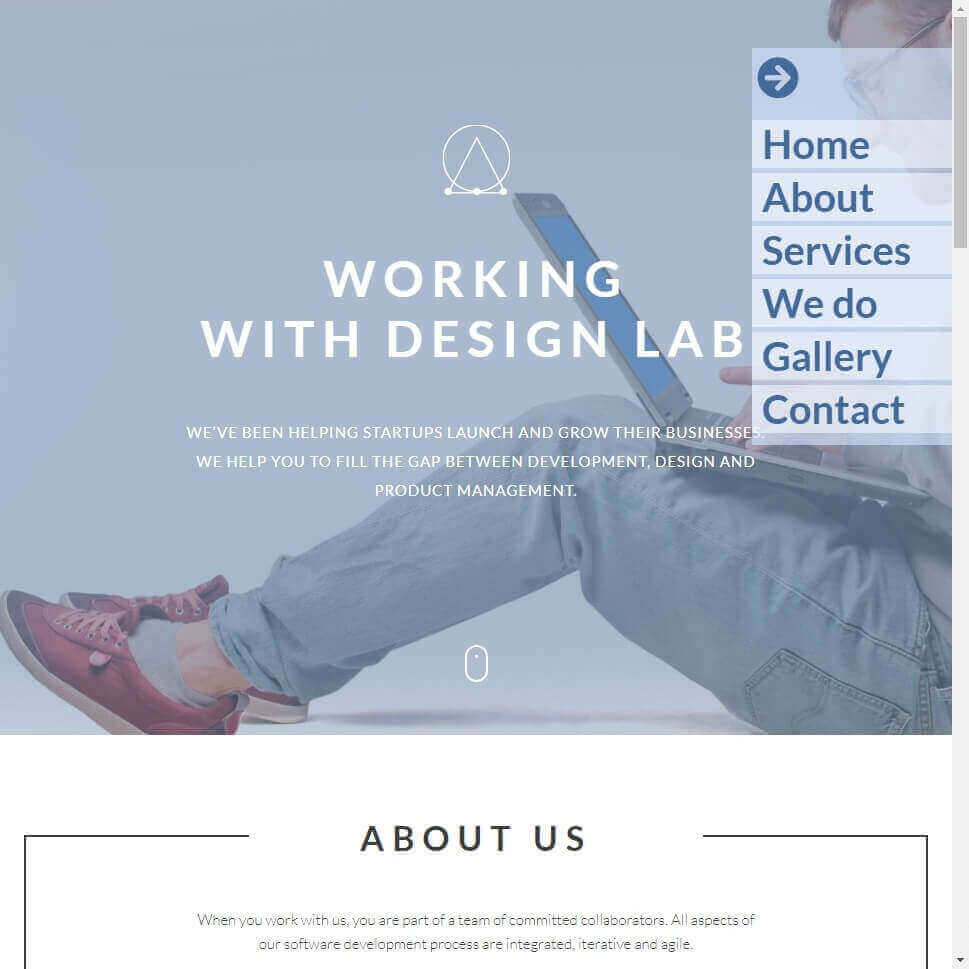 Home
About
Services
We do
Gallery
Contact
WORKING
WITH DESIGN LAB
WE'VE BEEN HELPING STARTUPS LAUNCH AND GROW THEIR BUSINESSES.
WE HELP YOU TO FILL THE GAP BETWEEN DEVELOPMENT, DESIGN AND
PRODUCT MANAGEMENT.
ABOUT US
When you work with us, you are part of a team of committed collaborators. All aspects of
our software development process are integrated, iterative and agile.